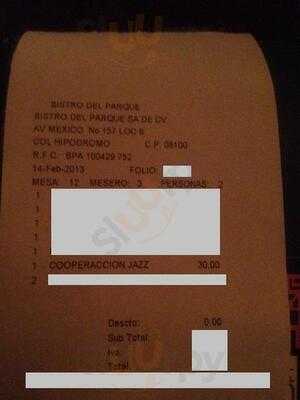 BISTRO DEL PARQUE
BISTRO DEL PARQUE SA DE CV
AV MEXICO No 157 LOC B
COL HIPODROMO C.P. 06100
R.F.C. BPA 100429 752
14-Feb-2013 FOLIO:
MESA: 12 MESERO: 3 PERSONAS: 2
1
1
1
1
1
1 COOPERACCION JAZZ 30.00
2
Descto: 0.00
Sub Total:
Iva:
Total: